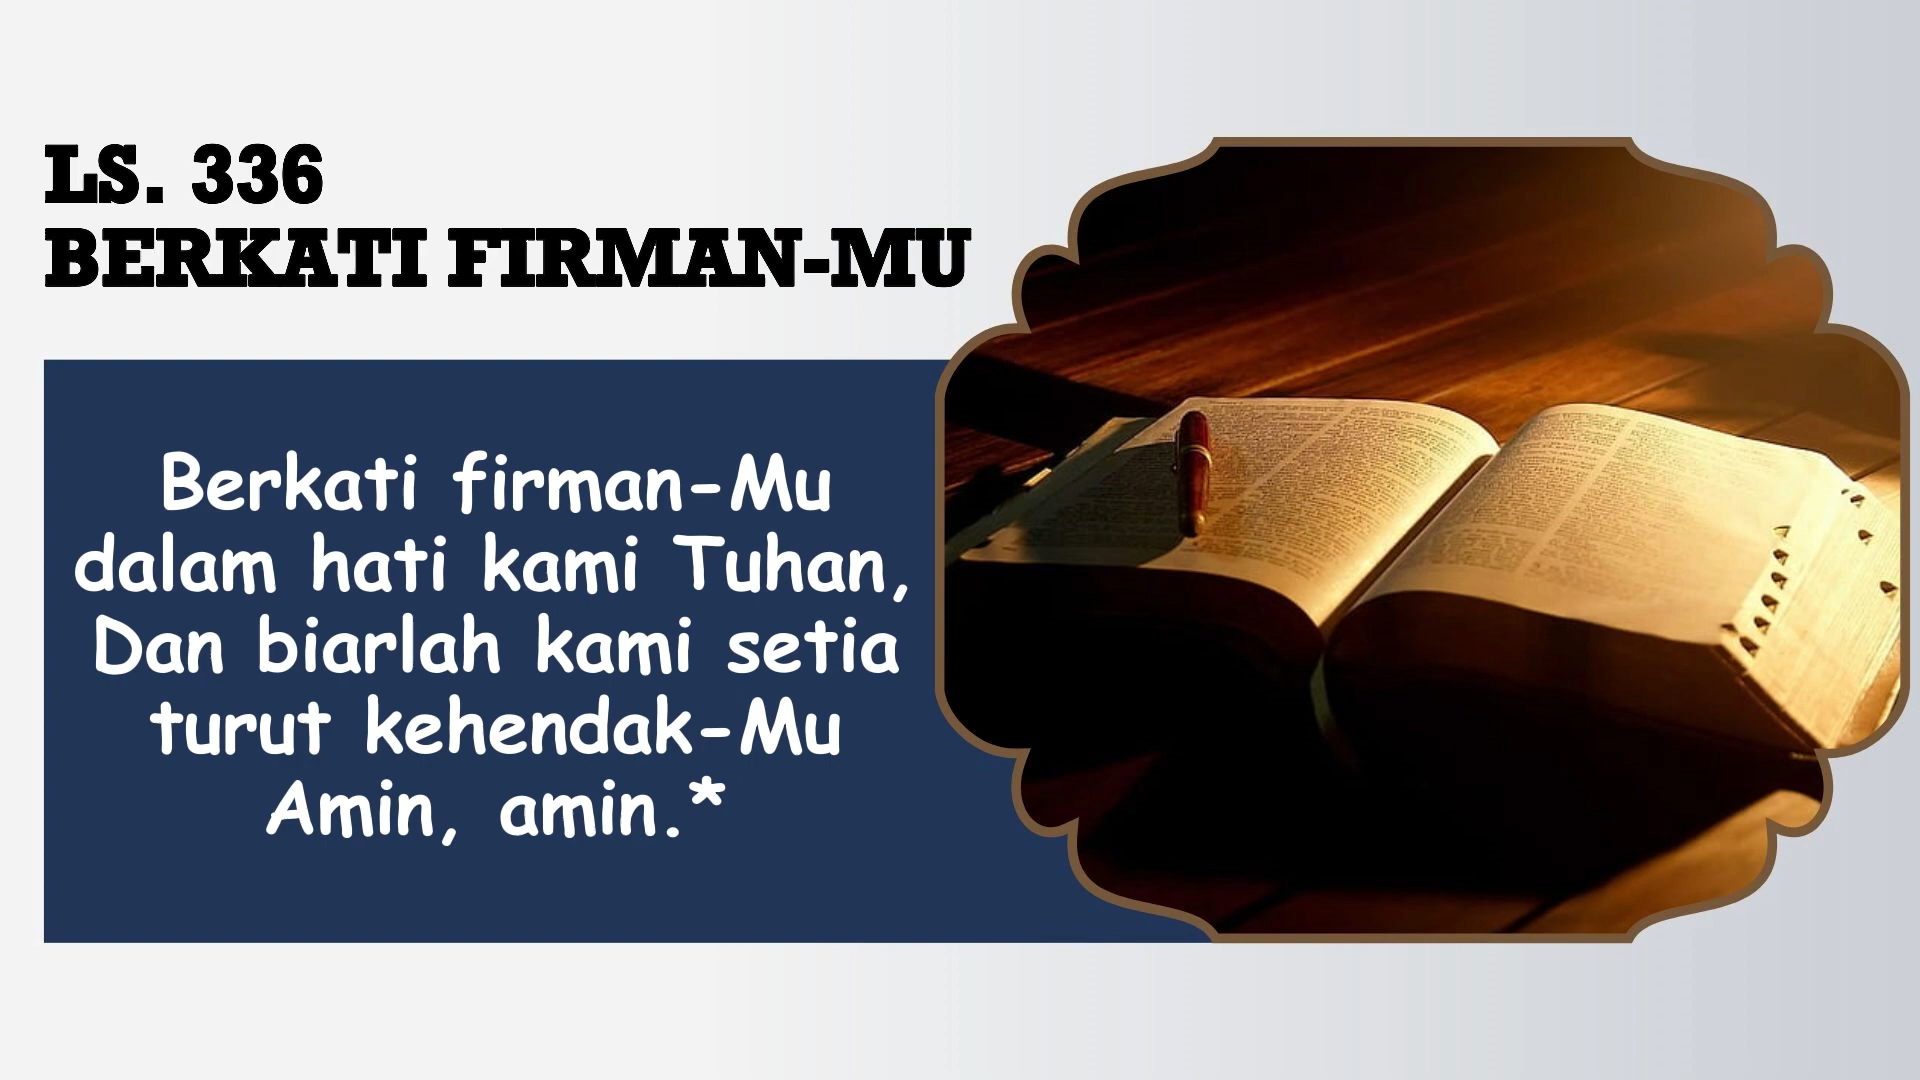 LS. 336
BERKATI FIRMAN-MU
Berkati firman-Mu
dalam hati kami Tuhan,
Dan biarlah kami setia
turut kehendak-Mu
Amin, amin.*